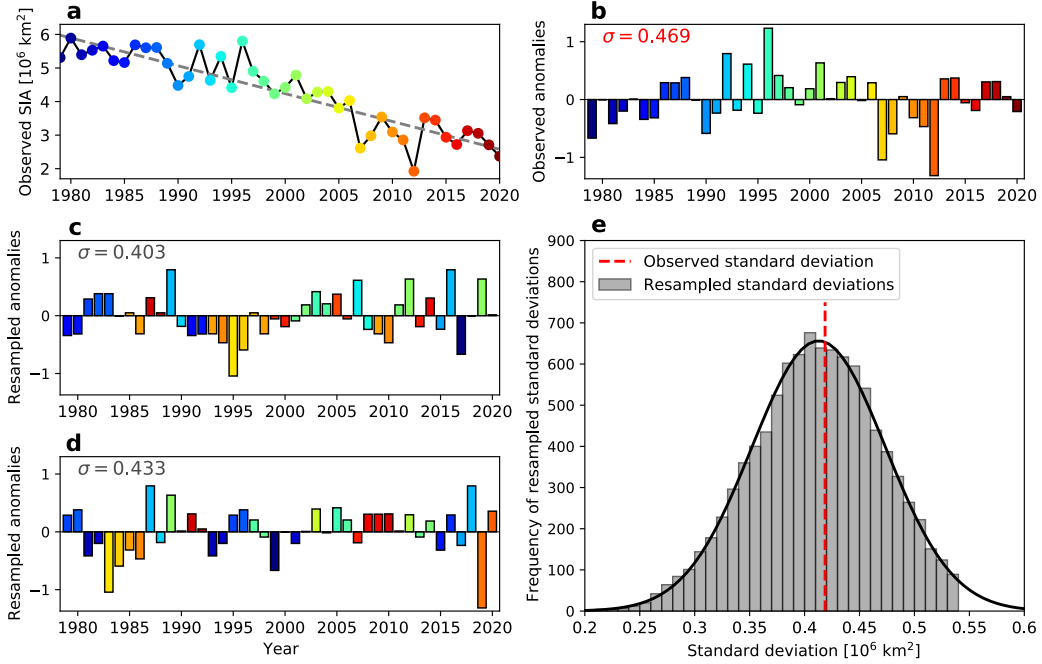 a
Observed SIA [10⁶ km²]
6
5
4
3
2
1980 1985 1990 1995 2000 2005 2010 2015 2020
b
Observed anomalies
σ = 0.469
1
0
−1
1980 1985 1990 1995 2000 2005 2010 2015 2020
c
Resampled anomalies
σ = 0.403
1
0
−1
1980 1985 1990 1995 2000 2005 2010 2015 2020
d
Resampled anomalies
σ = 0.433
1
0
−1
1980 1985 1990 1995 2000 2005 2010 2015 2020
Year
e
Frequency of resampled standard deviations
Observed standard deviation
Resampled standard deviations
900
800
700
600
500
400
300
200
100
0
0.2 0.25 0.3 0.35 0.4 0.45 0.5 0.55 0.6
Standard deviation [10⁶ km²]